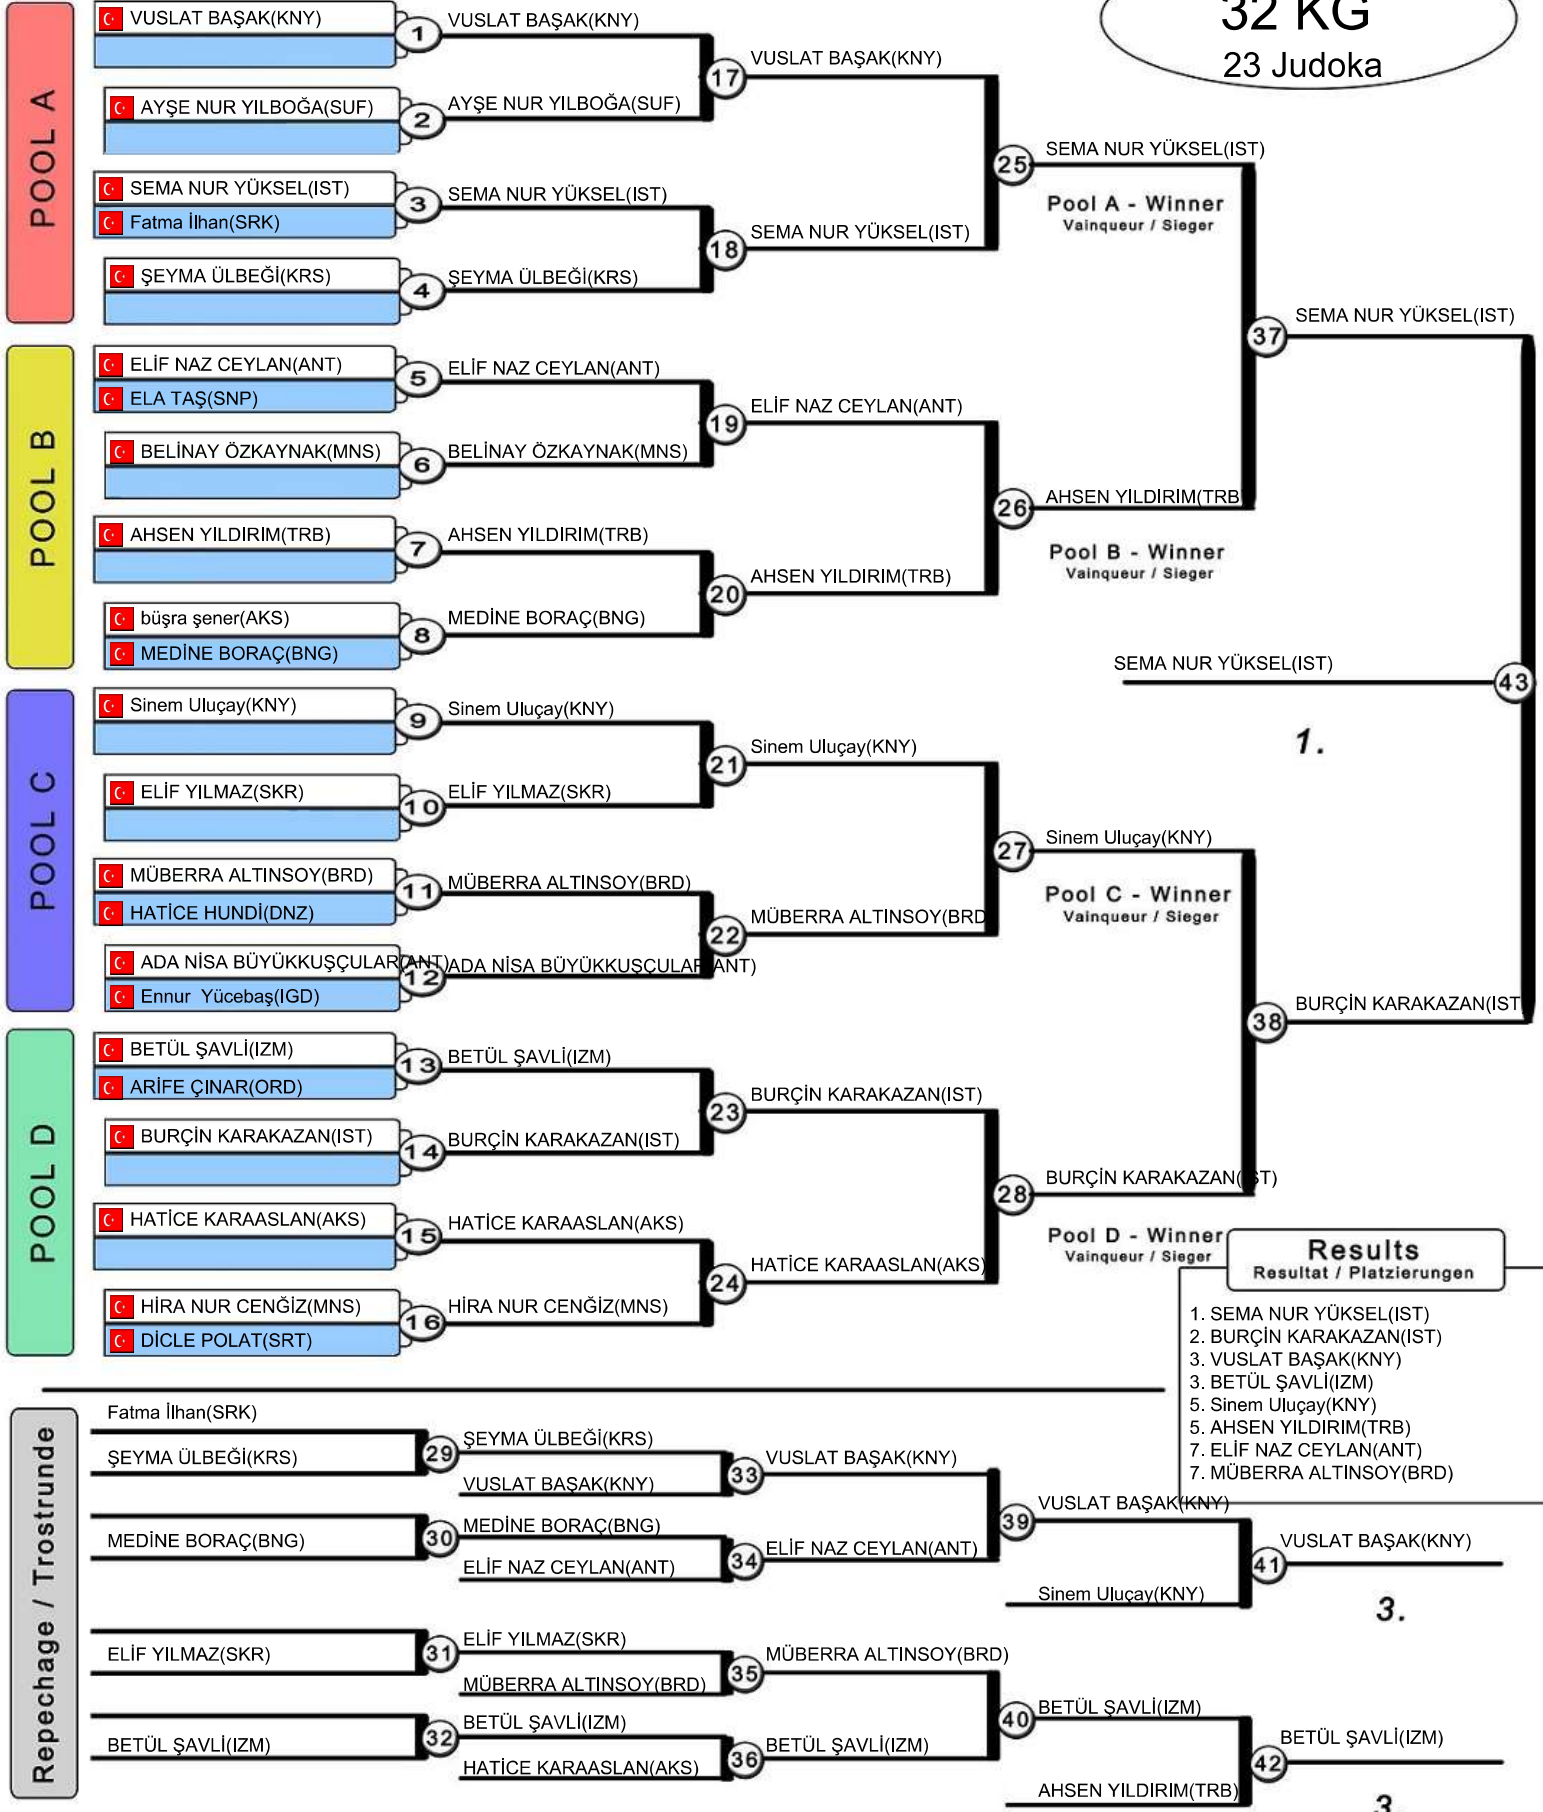 32 KG
23 Judoka
POOL A
VUSLAT BAŞAK(KNY)
1
VUSLAT BAŞAK(KNY)
AYŞE NUR YILBOĞA(SUF)
2
AYŞE NUR YILBOĞA(SUF)
17
VUSLAT BAŞAK(KNY)
SEMA NUR YÜKSEL(IST)
Fatma İlhan(SRK)
3
SEMA NUR YÜKSEL(IST)
ŞEYMA ÜLBEĞİ(KRS)
4
ŞEYMA ÜLBEĞİ(KRS)
18
SEMA NUR YÜKSEL(IST)
25
SEMA NUR YÜKSEL(IST)
Pool A - Winner
Vainqueur / Sieger
POOL B
ELİF NAZ CEYLAN(ANT)
ELA TAŞ(SNP)
5
ELİF NAZ CEYLAN(ANT)
BELİNAY ÖZKAYNAK(MNS)
6
BELİNAY ÖZKAYNAK(MNS)
19
ELİF NAZ CEYLAN(ANT)
AHSEN YILDIRIM(TRB)
7
AHSEN YILDIRIM(TRB)
büşra şener(AKS)
MEDİNE BORAÇ(BNG)
8
MEDİNE BORAÇ(BNG)
20
AHSEN YILDIRIM(TRB)
26
AHSEN YILDIRIM(TRB
Pool B - Winner
Vainqueur / Sieger
37
SEMA NUR YÜKSEL(IST)
SEMA NUR YÜKSEL(IST)
43
1.
POOL C
Sinem Uluçay(KNY)
9
Sinem Uluçay(KNY)
ELİF YILMAZ(SKR)
10
ELİF YILMAZ(SKR)
21
Sinem Uluçay(KNY)
MÜBERRA ALTINSOY(BRD)
HATİCE HUNDİ(DNZ)
11
MÜBERRA ALTINSOY(BRD)
ADA NİSA BÜYÜKKUŞÇULAR(ANT)
Ennur Yücebaş(IGD)
12
ADA NİSA BÜYÜKKUŞÇULAR(ANT)
22
MÜBERRA ALTINSOY(BRD
27
Sinem Uluçay(KNY)
Pool C - Winner
Vainqueur / Sieger
POOL D
BETÜL ŞAVLİ(IZM)
ARİFE ÇINAR(ORD)
13
BETÜL ŞAVLİ(IZM)
BURÇİN KARAKAZAN(IST)
14
BURÇİN KARAKAZAN(IST)
23
BURÇİN KARAKAZAN(IST)
HATİCE KARAASLAN(AKS)
15
HATİCE KARAASLAN(AKS)
HİRA NUR CENĞİZ(MNS)
DİCLE POLAT(SRT)
16
HİRA NUR CENĞİZ(MNS)
24
HATİCE KARAASLAN(AKS)
28
BURÇİN KARAKAZAN(IST)
Pool D - Winner
Vainqueur / Sieger
38
BURÇİN KARAKAZAN(IST
Results
Resultat / Platzierungen
1. SEMA NUR YÜKSEL(IST)
2. BURÇİN KARAKAZAN(IST)
3. VUSLAT BAŞAK(KNY)
3. BETÜL ŞAVLİ(IZM)
5. Sinem Uluçay(KNY)
5. AHSEN YILDIRIM(TRB)
7. ELİF NAZ CEYLAN(ANT)
7. MÜBERRA ALTINSOY(BRD)
Repechage / Trostrunde
Fatma İlhan(SRK)
ŞEYMA ÜLBEĞİ(KRS)
29
ŞEYMA ÜLBEĞİ(KRS)
VUSLAT BAŞAK(KNY)
33
VUSLAT BAŞAK(KNY)
MEDİNE BORAÇ(BNG)
30
MEDİNE BORAÇ(BNG)
ELİF NAZ CEYLAN(ANT)
34
ELİF NAZ CEYLAN(ANT)
39
VUSLAT BAŞAK(KNY)
Sinem Uluçay(KNY)
41
VUSLAT BAŞAK(KNY)
3.
ELİF YILMAZ(SKR)
31
ELİF YILMAZ(SKR)
MÜBERRA ALTINSOY(BRD)
35
MÜBERRA ALTINSOY(BRD)
BETÜL ŞAVLİ(IZM)
32
BETÜL ŞAVLİ(IZM)
HATİCE KARAASLAN(AKS)
36
BETÜL ŞAVLİ(IZM)
40
BETÜL ŞAVLİ(IZM)
AHSEN YILDIRIM(TRB)
42
BETÜL ŞAVLİ(IZM)
3.